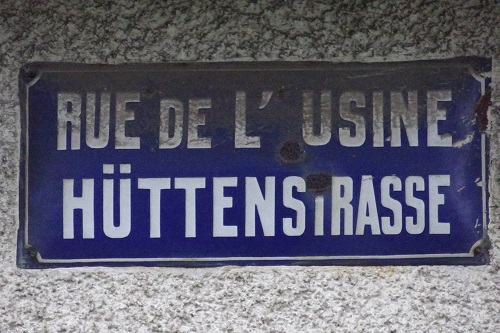 RUE DE L' USINE
HÜTTENSTRASSE